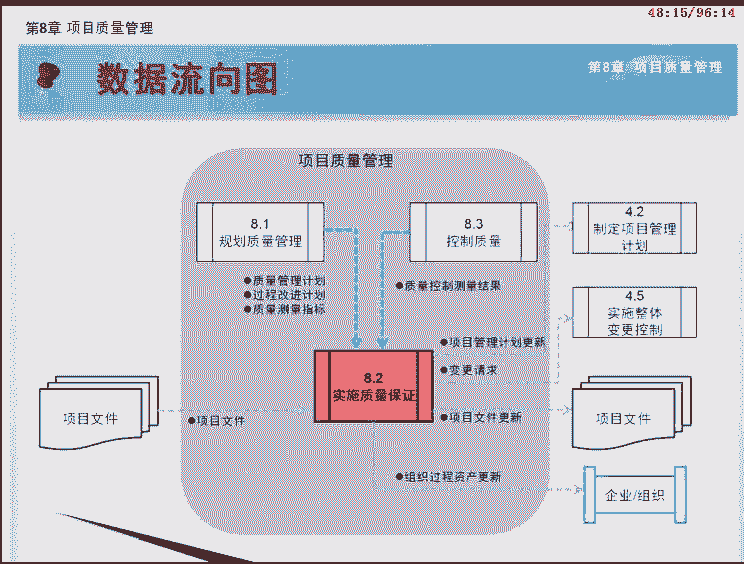 48:15/96:14
第8章 项目质量管理
数据流向图
第8章 项目质量管理
项目质量管理
8.1
规划质量管理
8.3
控制质量
4.2
制定项目管理
计划
●质量管理计划
●过程改进计划
●质量测量指标
●质量控制测量结果
4.5
实施整体
变更控制
●项目管理计划更新
●变更请求
8.2
实施质量保证
项目文件
●项目文件
●项目文件更新
项目文件
●组织过程资产更新
企业/组织